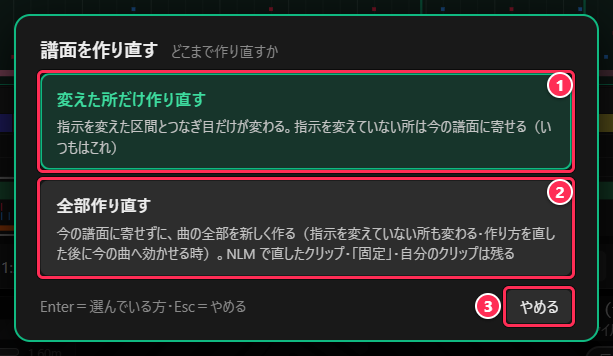 譜面を作り直す どこまで作り直すか
1
変えた所だけ作り直す
指示を変えた区間とつなぎ目だけが変わる。指示を変えていない所は今の譜面に寄せる（い
つもはこれ）
2
全部作り直す
今の譜面に寄せずに、曲の全部を新しく作る（指示を変えていない所も変わる・作り方を直し
た後に今の曲へ効かせる時）。NLM で直したクリップ・「固定」・自分のクリップは残る
Enter＝選んでいる方・Esc＝やめる
3
やめる